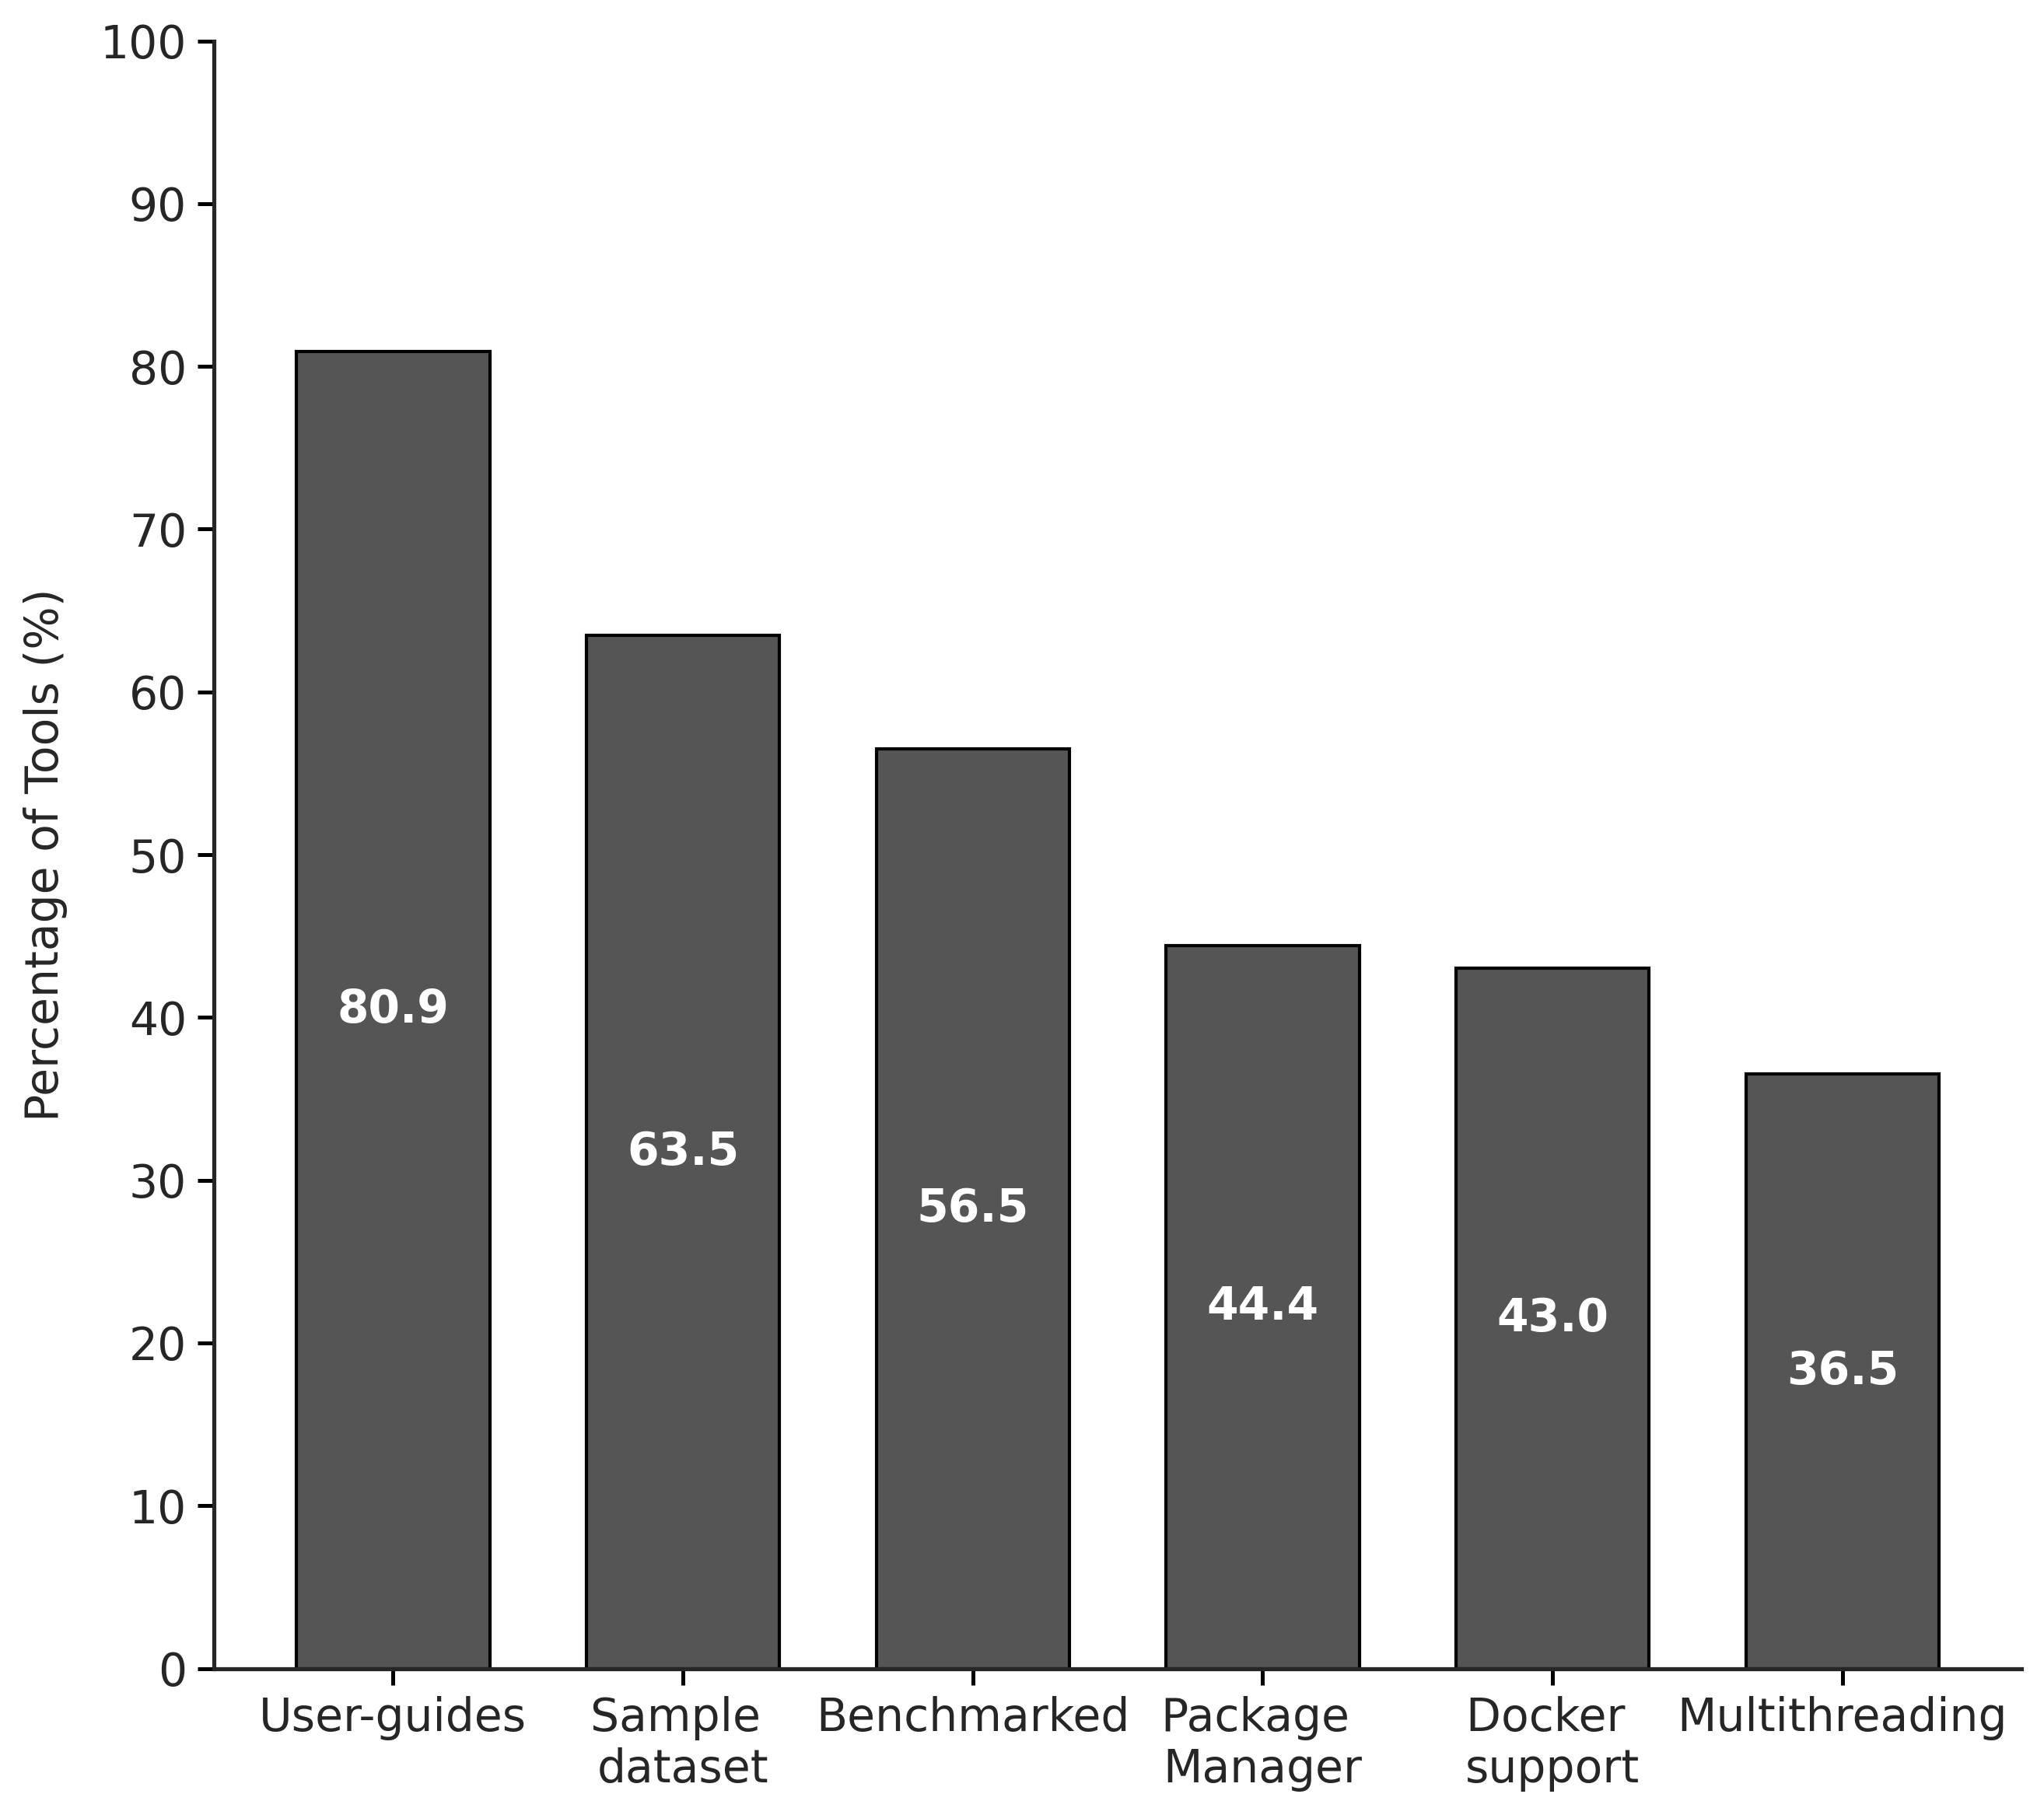 100
90
80
70
60
50
40
30
20
10
0
Percentage of Tools (%)
80.9
63.5
56.5
44.4
43.0
36.5
User-guides
Sample
dataset
Benchmarked
Package
Manager
Docker
support
Multithreading